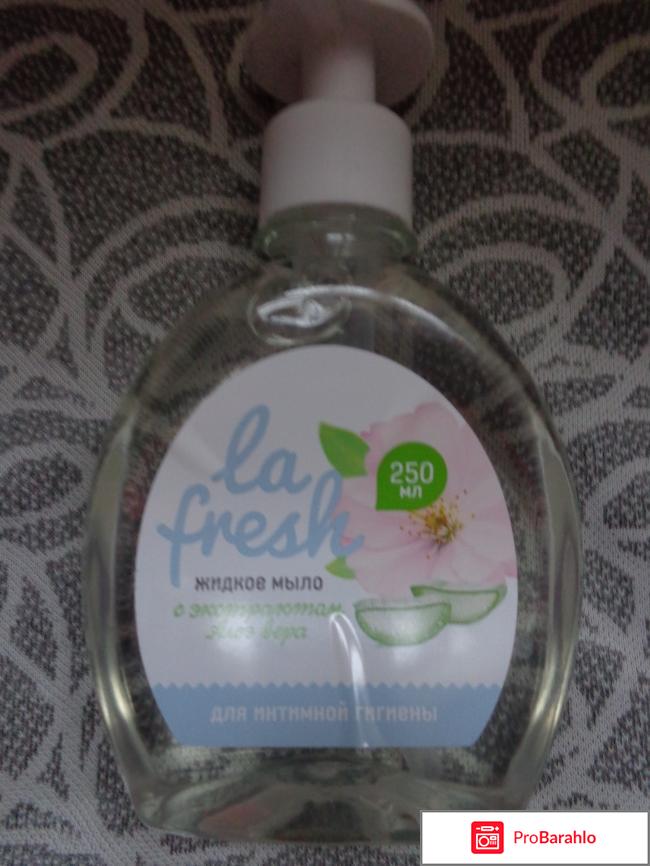 la
fresh
250
мл
жидкое мыло
с экстрактом
алоэ вера
для интимной гигиены
ProBarahlo